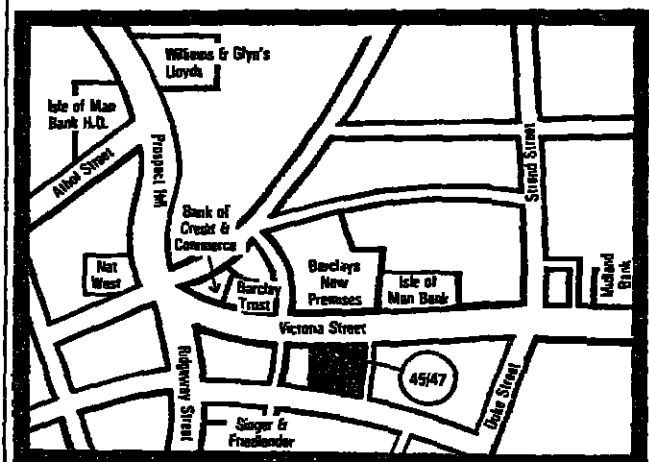 Williams & Glyn's
Lloyds
Isle of Man
Bank H.Q.
Athol Street
Prospect Hill
Strand Street
Bank of
Credit &
Commerce
Nat
West
Barclay
Trust
Barclays
New
Premises
Isle of
Man Bank
Midland
Bank
Victoria Street
45/47
Ridgeway Street
Duke Street
Singer &
Friedlander